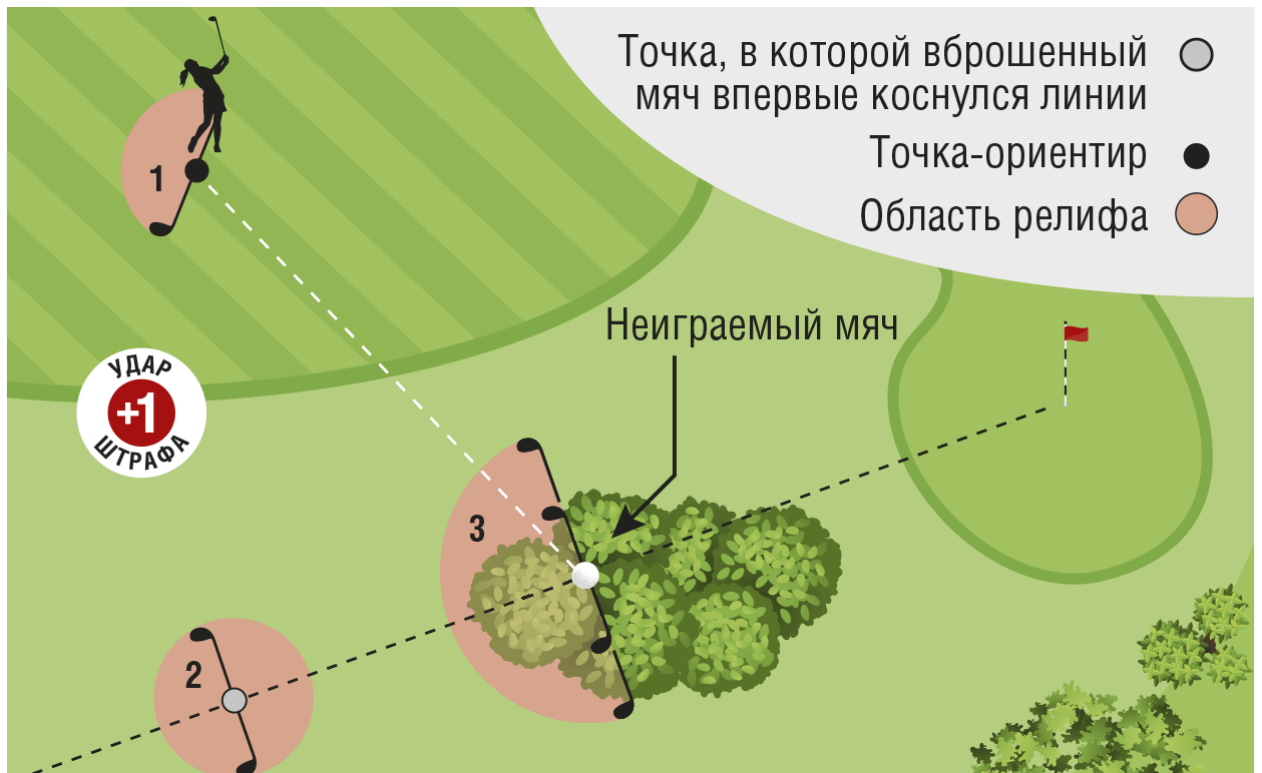 Точка, в которой вброшенный
мяч впервые коснулся линии
Точка-ориентир
Область релифа
1
Неиграемый мяч
УДАР
+1
ШТРАФА
3
2